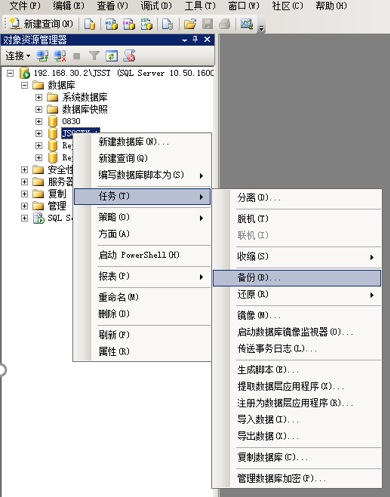 文件(F) 编辑(E) 查看(V) 调试(D) 工具(T) 窗口(W) 社区(C) 帮助(H)
新建查询(N)
对象资源管理器
连接
192.168.30.2\JSST (SQL Server 10.50.1600
数据库
系统数据库
数据库快照
0830
安全性
服务器
复制
管理
SQL Se
新建数据库(N)...
新建查询(Q)
编写数据库脚本为(S)
任务(T)
策略(O)
方面(A)
启动 PowerShell(H)
报表(P)
重命名(M)
删除(D)
刷新(F)
属性(R)
分离(D)...
脱机(T)
联机(I)
收缩(S)
备份(B)...
还原(R)
镜像(M)...
启动数据库镜像监视器(O)...
传送事务日志(L)...
生成脚本(E)...
提取数据层应用程序(X)...
注册为数据层应用程序(R)...
导入数据(I)...
导出数据(X)...
复制数据库(C)...
管理数据库加密(P)...